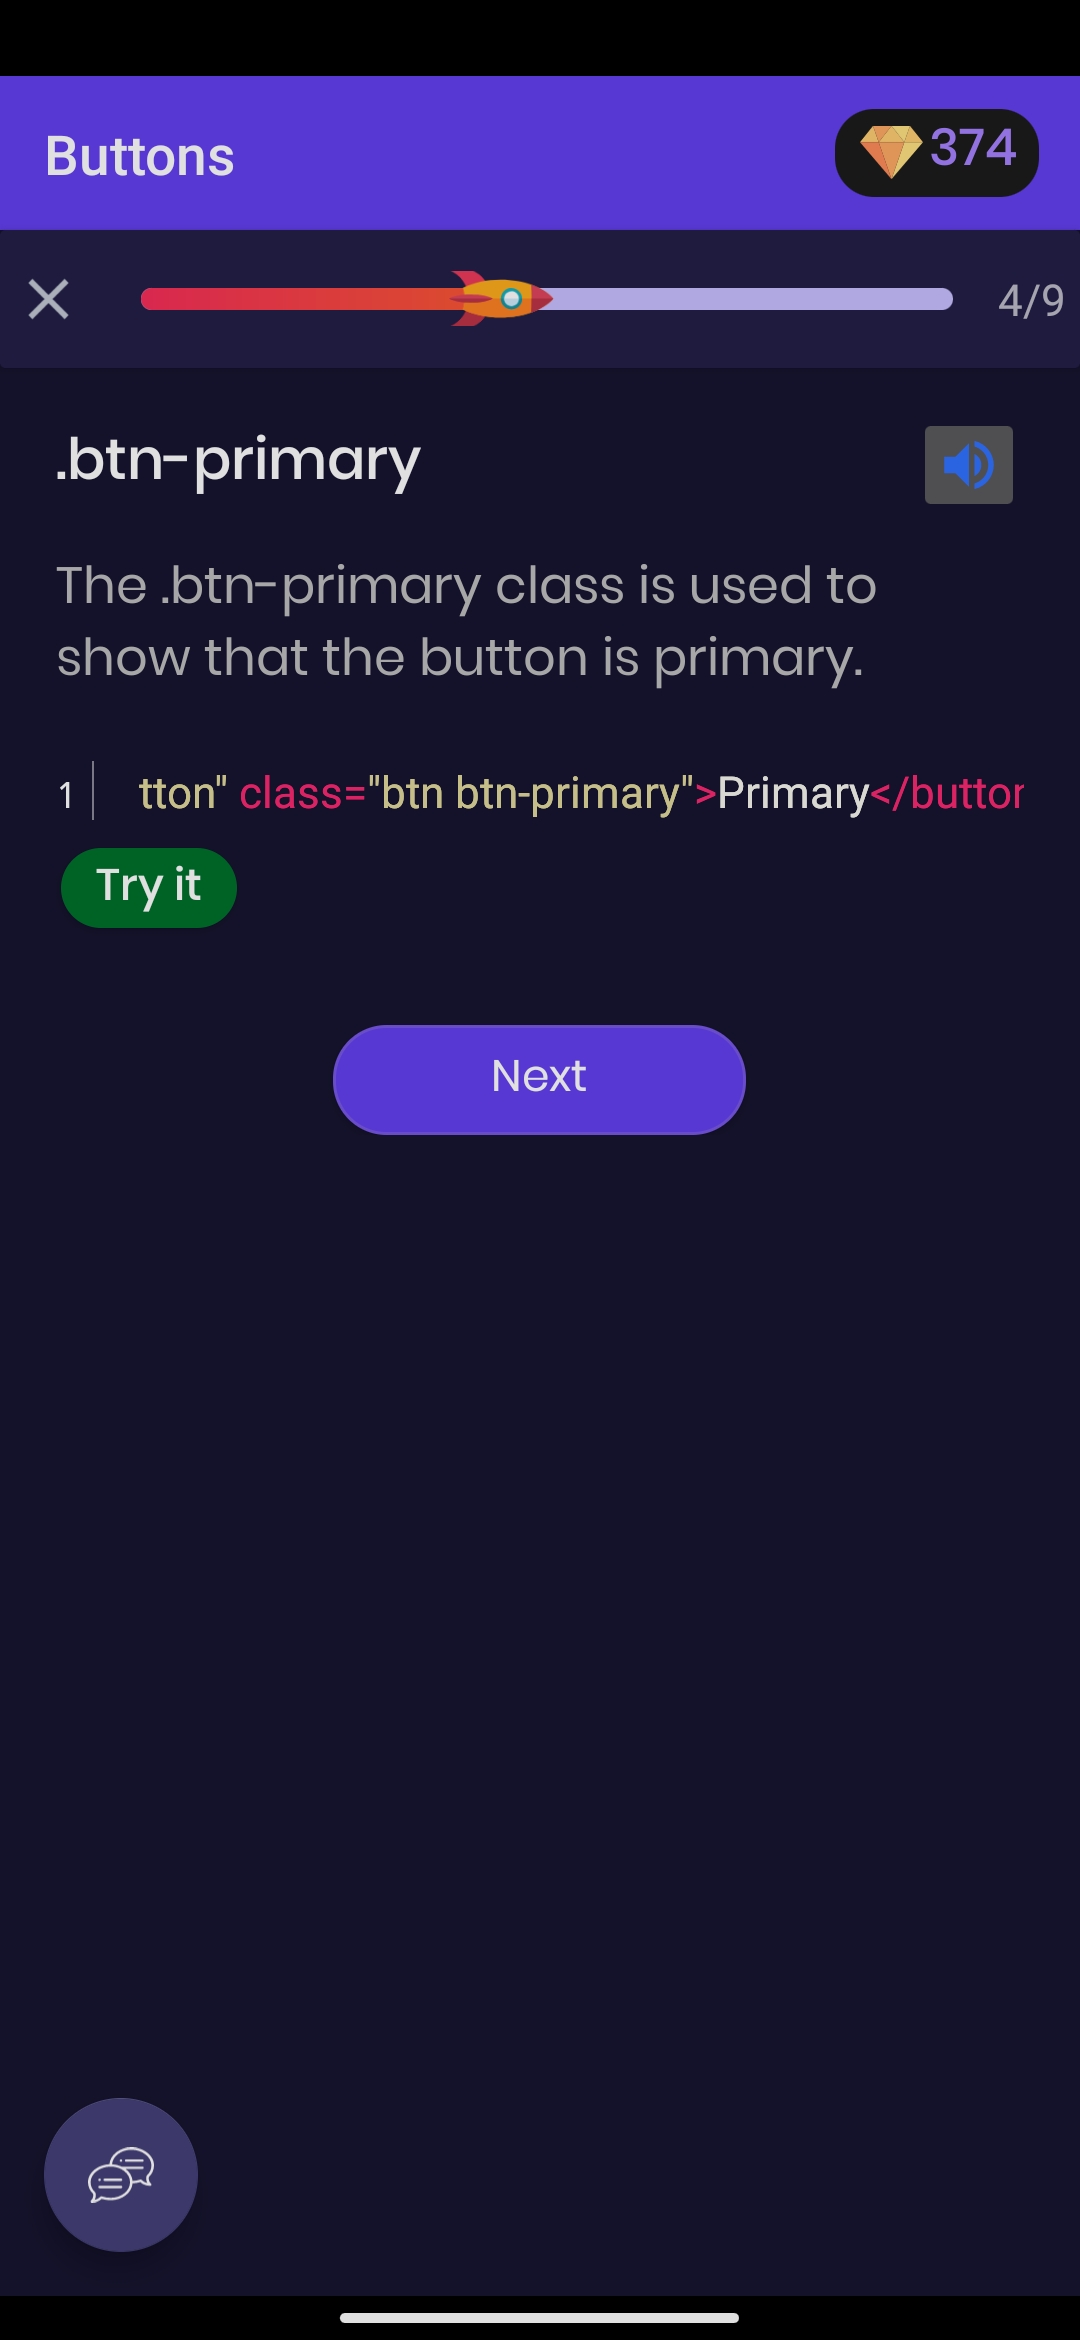 Buttons
374
4/9
.btn-primary
The .btn-primary class is used to
show that the button is primary.
1 tton" class="btn btn-primary">Primary</button
Try it
Next